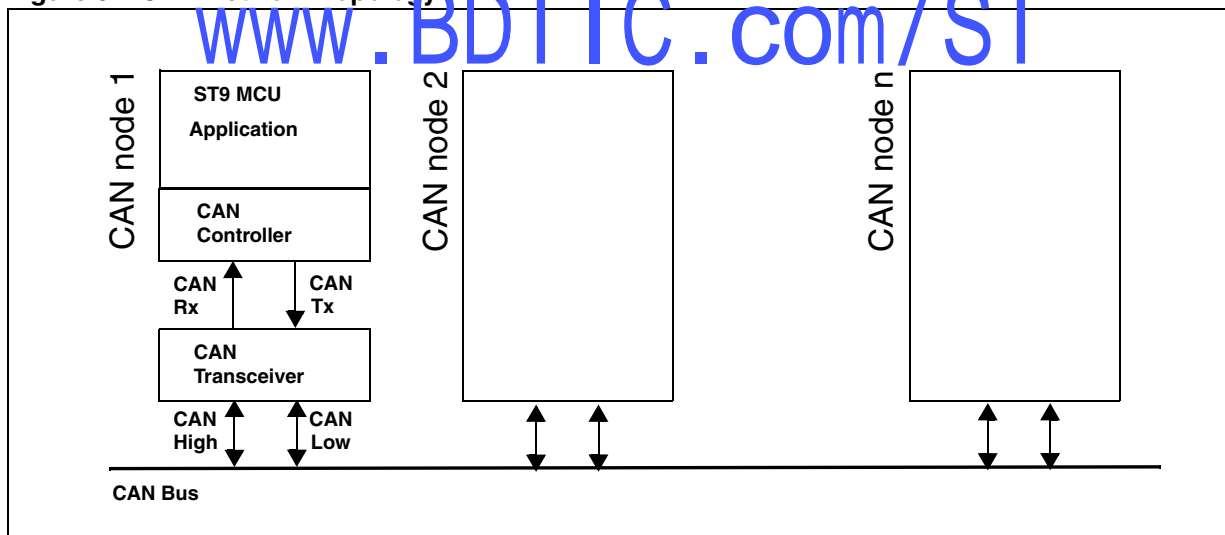 www.BDTIC.com/ST
CAN node 1
ST9 MCU
Application
CAN
Controller
CAN
Rx
CAN
Tx
CAN
Transceiver
CAN
High
CAN
Low
CAN node 2
CAN node n
CAN Bus